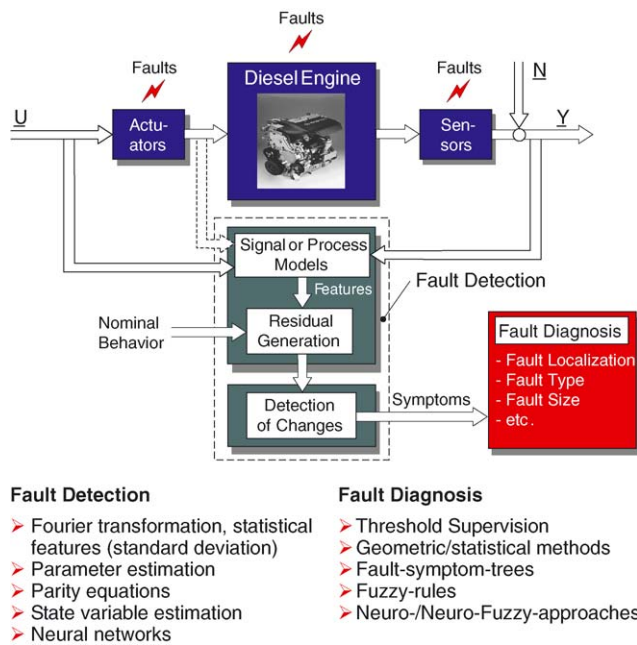 Faults
Faults
Faults
Diesel Engine
N
U
Actu-
ators
Sen-
sors
Y
Signal or Process
Models
Features
Fault Detection
Nominal
Behavior
Residual
Generation
Fault Diagnosis
- Fault Localization
- Fault Type
- Fault Size
- etc.
Symptoms
Detection
of Changes
Fault Detection
➢ Fourier transformation, statistical
features (standard deviation)
➢ Parameter estimation
➢ Parity equations
➢ State variable estimation
➢ Neural networks
Fault Diagnosis
➢ Threshold Supervision
➢ Geometric/statistical methods
➢ Fault-symptom-trees
➢ Fuzzy-rules
➢ Neuro-/Neuro-Fuzzy-approaches